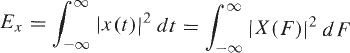 $E_x = \int_{-\infty}^{\infty} |x(t)|^2 \, dt = \int_{-\infty}^{\infty} |X(F)|^2 \, dF$